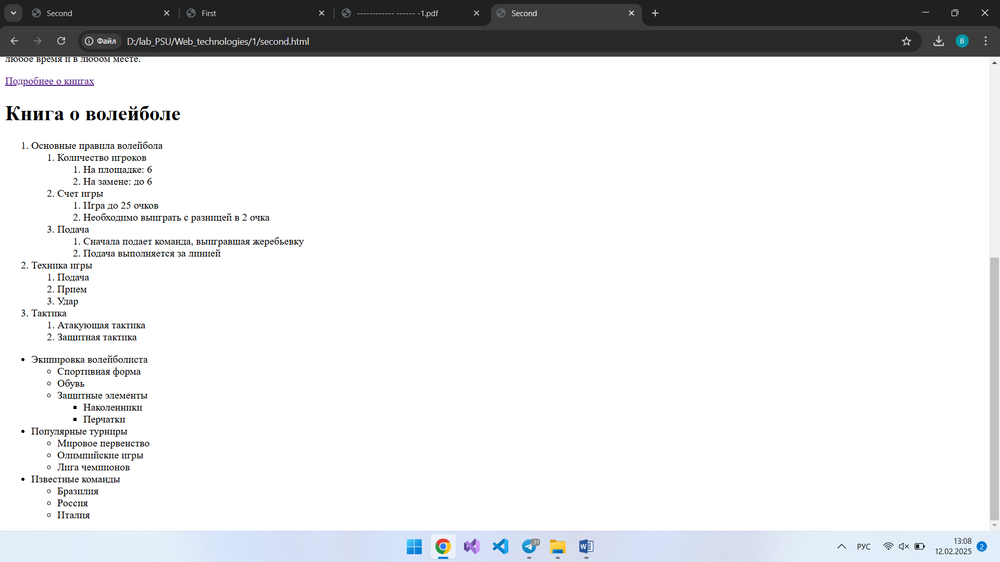 Second
First
------------ ------ -1.pdf
Second
Файл
D:/lab_PSU/Web_technologies/1/second.html
В
любое время и в любом месте.
Подробнее о книгах
Книга о волейболе
1. Основные правила волейбола
1. Количество игроков
1. На площадке: 6
2. На замене: до 6
2. Счет игры
1. Игра до 25 очков
2. Необходимо выиграть с разницей в 2 очка
3. Подача
1. Сначала подает команда, выигравшая жеребьевку
2. Подача выполняется за линией
2. Техника игры
1. Подача
2. Прием
3. Удар
3. Тактика
1. Атакующая тактика
2. Защитная тактика
Экипировка волейболиста
Спортивная форма
Обувь
Защитные элементы
Наколенники
Перчатки
Популярные турниры
Мировое первенство
Олимпийские игры
Лига чемпионов
Известные команды
Бразилия
Россия
Италия
РУС
13:08
12.02.2025
2